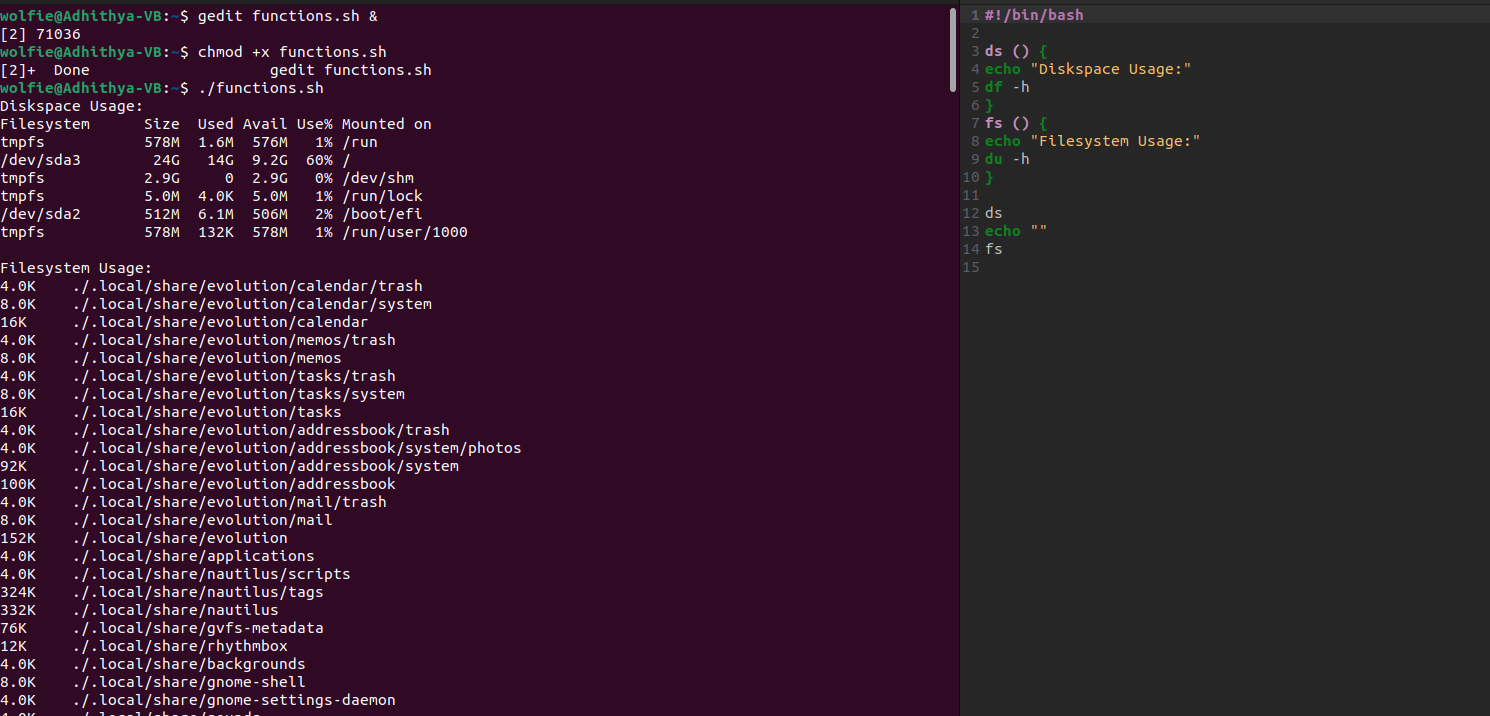 wolfie@Adhithya-VB:~$ gedit functions.sh &
[2] 71036
wolfie@Adhithya-VB:~$ chmod +x functions.sh
[2]+  Done                    gedit functions.sh
wolfie@Adhithya-VB:~$ ./functions.sh
Diskspace Usage:
Filesystem      Size  Used Avail Use% Mounted on
tmpfs           578M  1.6M  576M   1% /run
/dev/sda3        24G   14G  9.2G  60% /
tmpfs           2.9G     0  2.9G   0% /dev/shm
tmpfs           5.0M  4.0K  5.0M   1% /run/lock
/dev/sda2       512M  6.1M  506M   2% /boot/efi
tmpfs           578M  132K  578M   1% /run/user/1000

Filesystem Usage:
4.0K    ./.local/share/evolution/calendar/trash
8.0K    ./.local/share/evolution/calendar/system
16K     ./.local/share/evolution/calendar
4.0K    ./.local/share/evolution/memos/trash
8.0K    ./.local/share/evolution/memos
4.0K    ./.local/share/evolution/tasks/trash
8.0K    ./.local/share/evolution/tasks/system
16K     ./.local/share/evolution/tasks
4.0K    ./.local/share/evolution/addressbook/trash
4.0K    ./.local/share/evolution/addressbook/system/photos
92K     ./.local/share/evolution/addressbook/system
100K    ./.local/share/evolution/addressbook
4.0K    ./.local/share/evolution/mail/trash
8.0K    ./.local/share/evolution/mail
152K    ./.local/share/evolution
4.0K    ./.local/share/applications
4.0K    ./.local/share/nautilus/scripts
324K    ./.local/share/nautilus/tags
332K    ./.local/share/nautilus
76K     ./.local/share/gvfs-metadata
12K     ./.local/share/rhythmbox
4.0K    ./.local/share/backgrounds
8.0K    ./.local/share/gnome-shell
4.0K    ./.local/share/gnome-settings-daemon
1 #!/bin/bash
2
3 ds () {
4 echo "Diskspace Usage:"
5 df -h
6 }
7 fs () {
8 echo "Filesystem Usage:"
9 du -h
10 }
11
12 ds
13 echo ""
14 fs
15